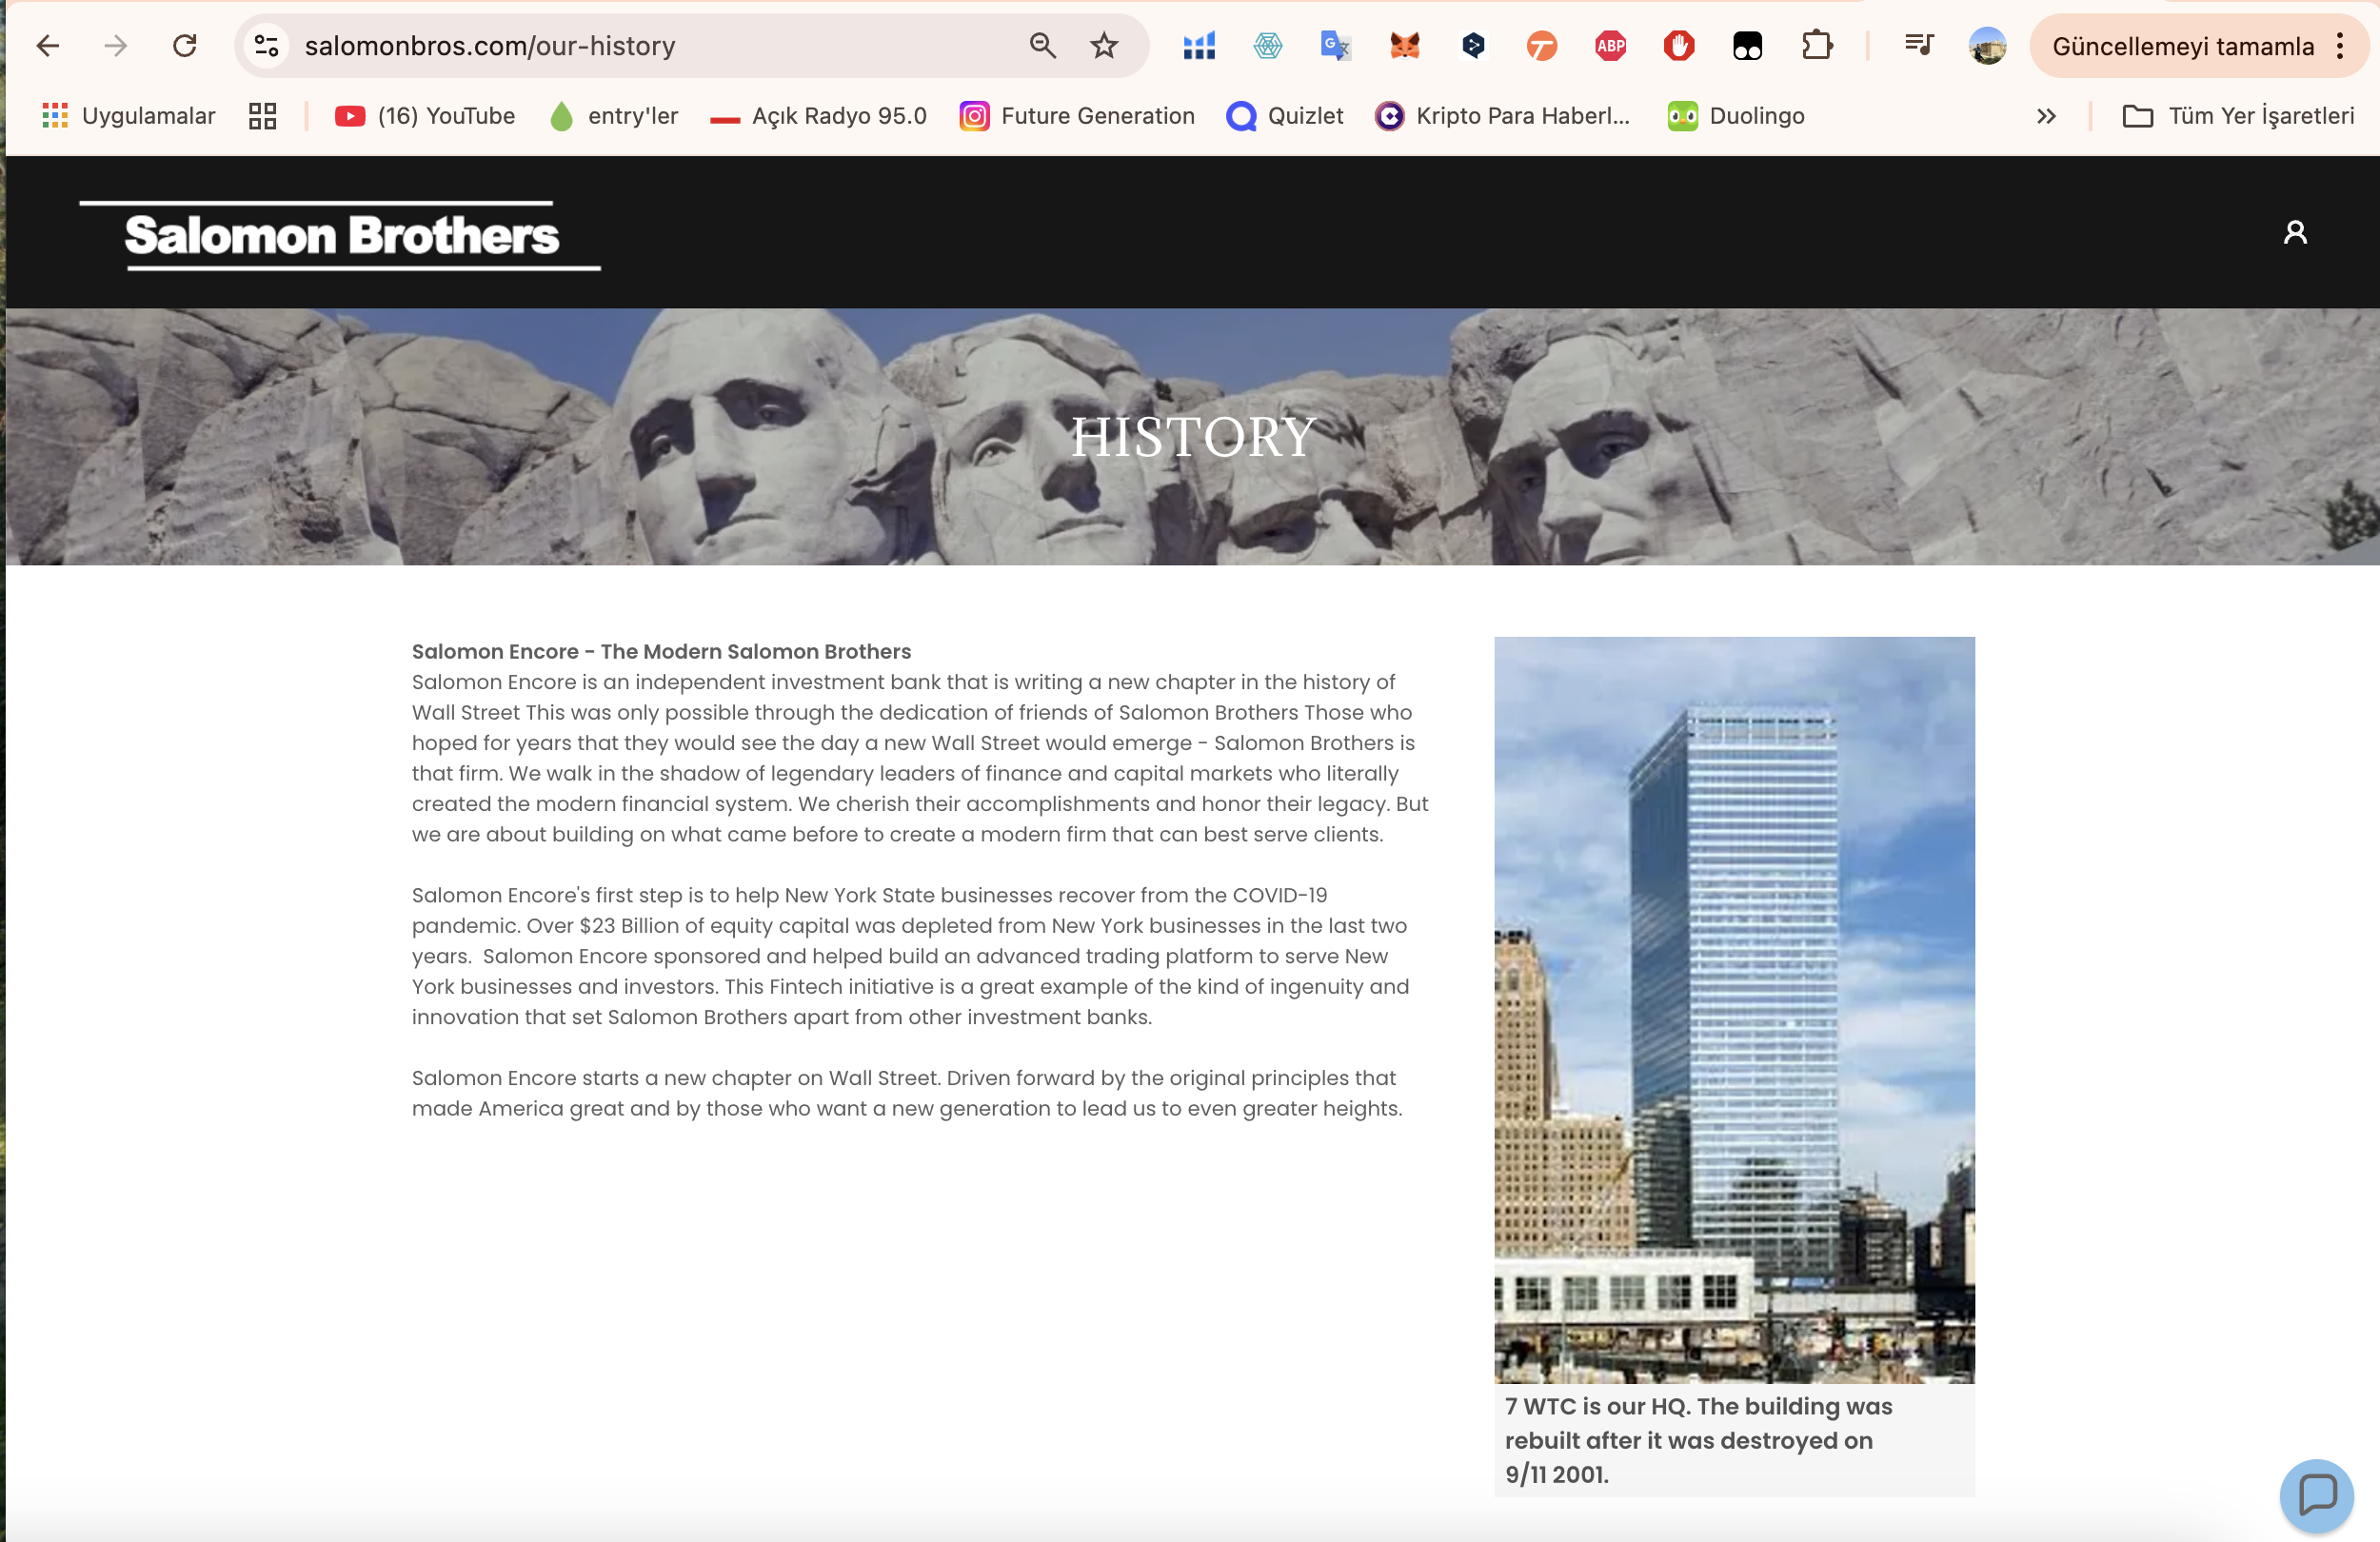 salomonbros.com/our-history
Güncellemeyi tamamla
Uygulamalar
(16) YouTube
entry'ler
Açık Radyo 95.0
Future Generation
Quizlet
Kripto Para Haberl...
Duolingo
Tüm Yer İşaretleri
ABP
Salomon Brothers
HISTORY
Salomon Encore - The Modern Salomon Brothers
Salomon Encore is an independent investment bank that is writing a new chapter in the history of
Wall Street This was only possible through the dedication of friends of Salomon Brothers Those who
hoped for years that they would see the day a new Wall Street would emerge - Salomon Brothers is
that firm. We walk in the shadow of legendary leaders of finance and capital markets who literally
created the modern financial system. We cherish their accomplishments and honor their legacy. But
we are about building on what came before to create a modern firm that can best serve clients.
Salomon Encore's first step is to help New York State businesses recover from the COVID-19
pandemic. Over $23 Billion of equity capital was depleted from New York businesses in the last two
years.  Salomon Encore sponsored and helped build an advanced trading platform to serve New
York businesses and investors. This Fintech initiative is a great example of the kind of ingenuity and
innovation that set Salomon Brothers apart from other investment banks.
Salomon Encore starts a new chapter on Wall Street. Driven forward by the original principles that
made America great and by those who want a new generation to lead us to even greater heights.
7 WTC is our HQ. The building was
rebuilt after it was destroyed on
9/11 2001.